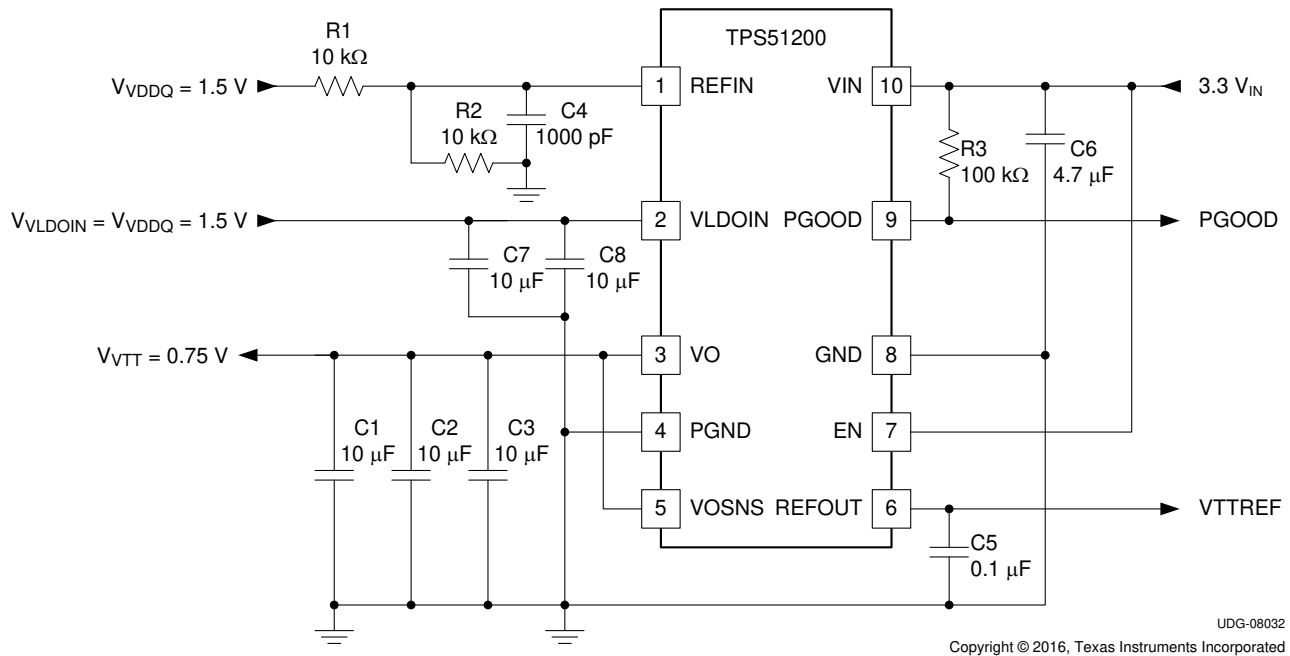 TPS51200
R1
10 kΩ
V_VDDQ = 1.5 V
1 REFIN
VIN 10
3.3 V_IN
R2
10 kΩ
C4
1000 pF
R3
100 kΩ
C6
4.7 μF
V_VLDOIN = V_VDDQ = 1.5 V
2 VLDOIN
PGOOD 9
PGOOD
C7
10 μF
C8
10 μF
V_VTT = 0.75 V
3 VO
GND 8
C1
10 μF
C2
10 μF
C3
10 μF
4 PGND
EN 7
5 VOSNS
REFOUT 6
VTTREF
C5
0.1 μF
UDG-08032
Copyright © 2016, Texas Instruments Incorporated